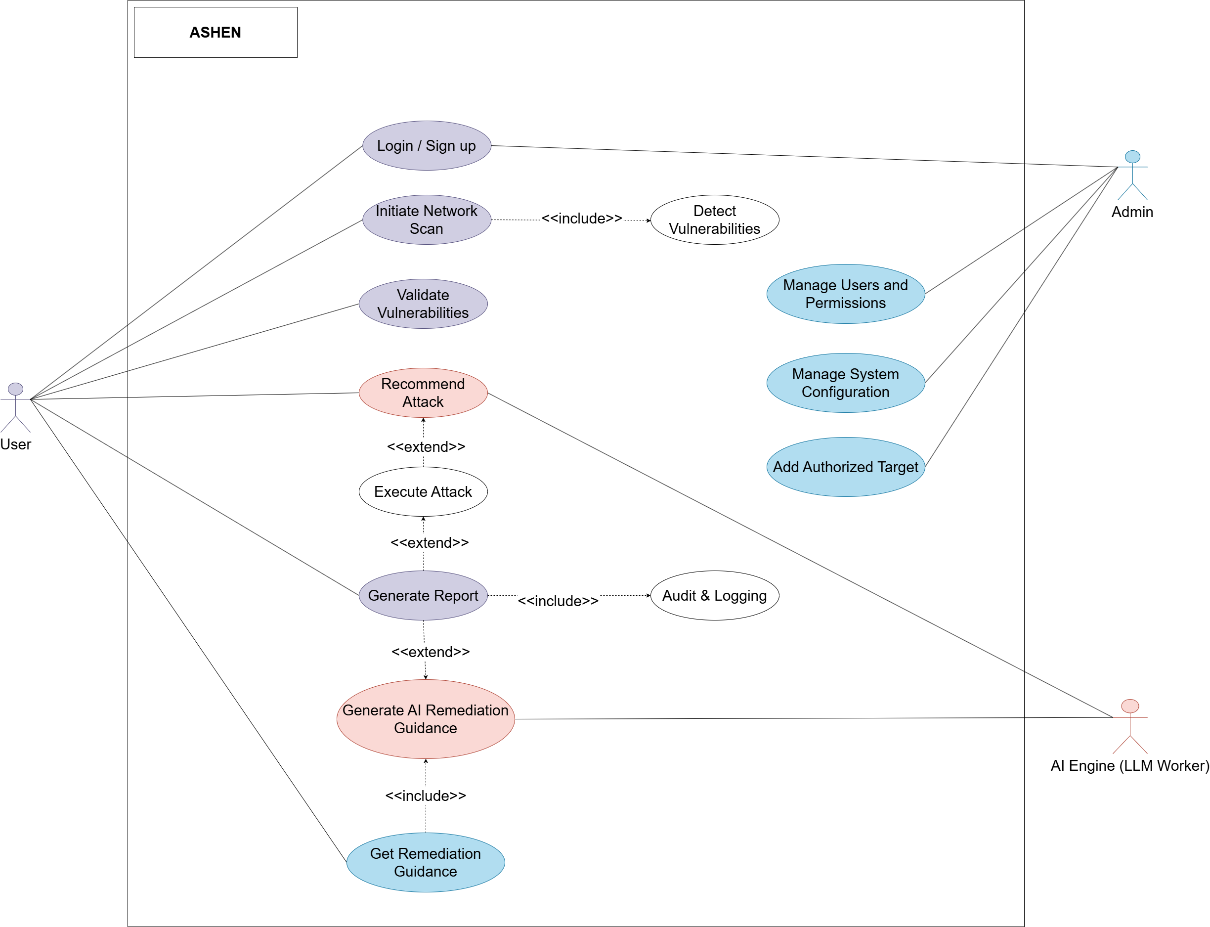 ASHEN
Login / Sign up
Admin
Initiate Network
Scan
<<include>>
Detect
Vulnerabilities
Manage Users and
Permissions
Validate
Vulnerabilities
Manage System
Configuration
Recommend
Attack
User
<<extend>>
Add Authorized Target
Execute Attack
<<extend>>
Generate Report
<<include>>
Audit & Logging
<<extend>>
Generate AI Remediation
Guidance
AI Engine (LLM Worker)
<<include>>
Get Remediation
Guidance